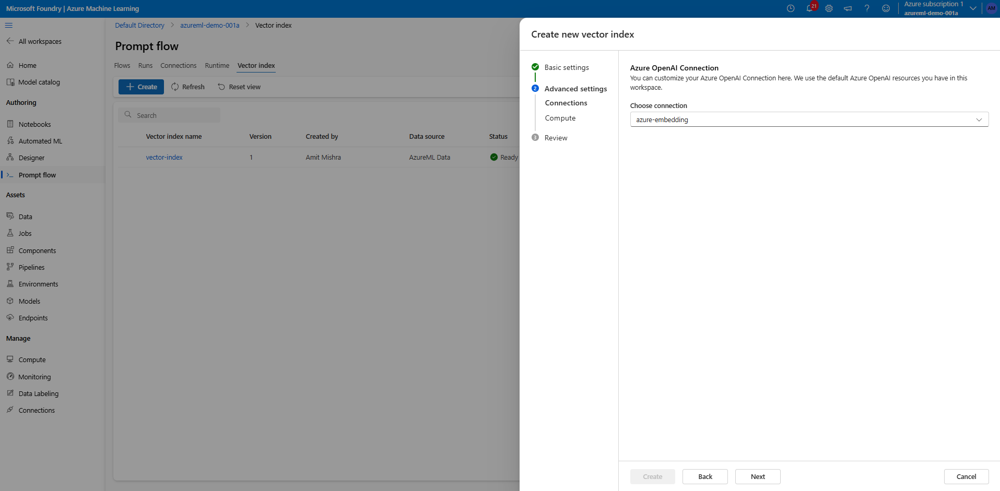 Microsoft Foundry | Azure Machine Learning
21
Azure subscription 1
azureml-demo-001a
AM
All workspaces
Home
Model catalog
Authoring
Notebooks
Automated ML
Designer
Prompt flow
Assets
Data
Jobs
Components
Pipelines
Environments
Models
Endpoints
Manage
Compute
Monitoring
Data Labeling
Connections
Default Directory > azureml-demo-001a > Vector index
Prompt flow
Flows Runs Connections Runtime Vector index
Create Refresh Reset view
Search
Vector index name Version Created by Data source Status
vector-index 1 Amit Mishra AzureML Data Ready
Create new vector index
Basic settings
2 Advanced settings
Connections
Compute
3 Review
Azure OpenAI Connection
You can customize your Azure OpenAI Connection here. We use the default Azure OpenAI resources you have in this
workspace.
Choose connection
azure-embedding
Create Back Next Cancel